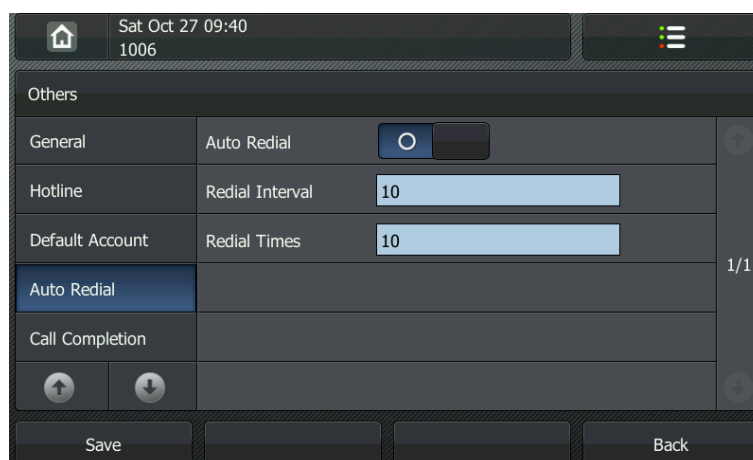 Sat Oct 27 09:40
1006
Others
General
Auto Redial
Hotline
Redial Interval
10
Default Account
Redial Times
10
1/1
Auto Redial
Call Completion
Save
Back